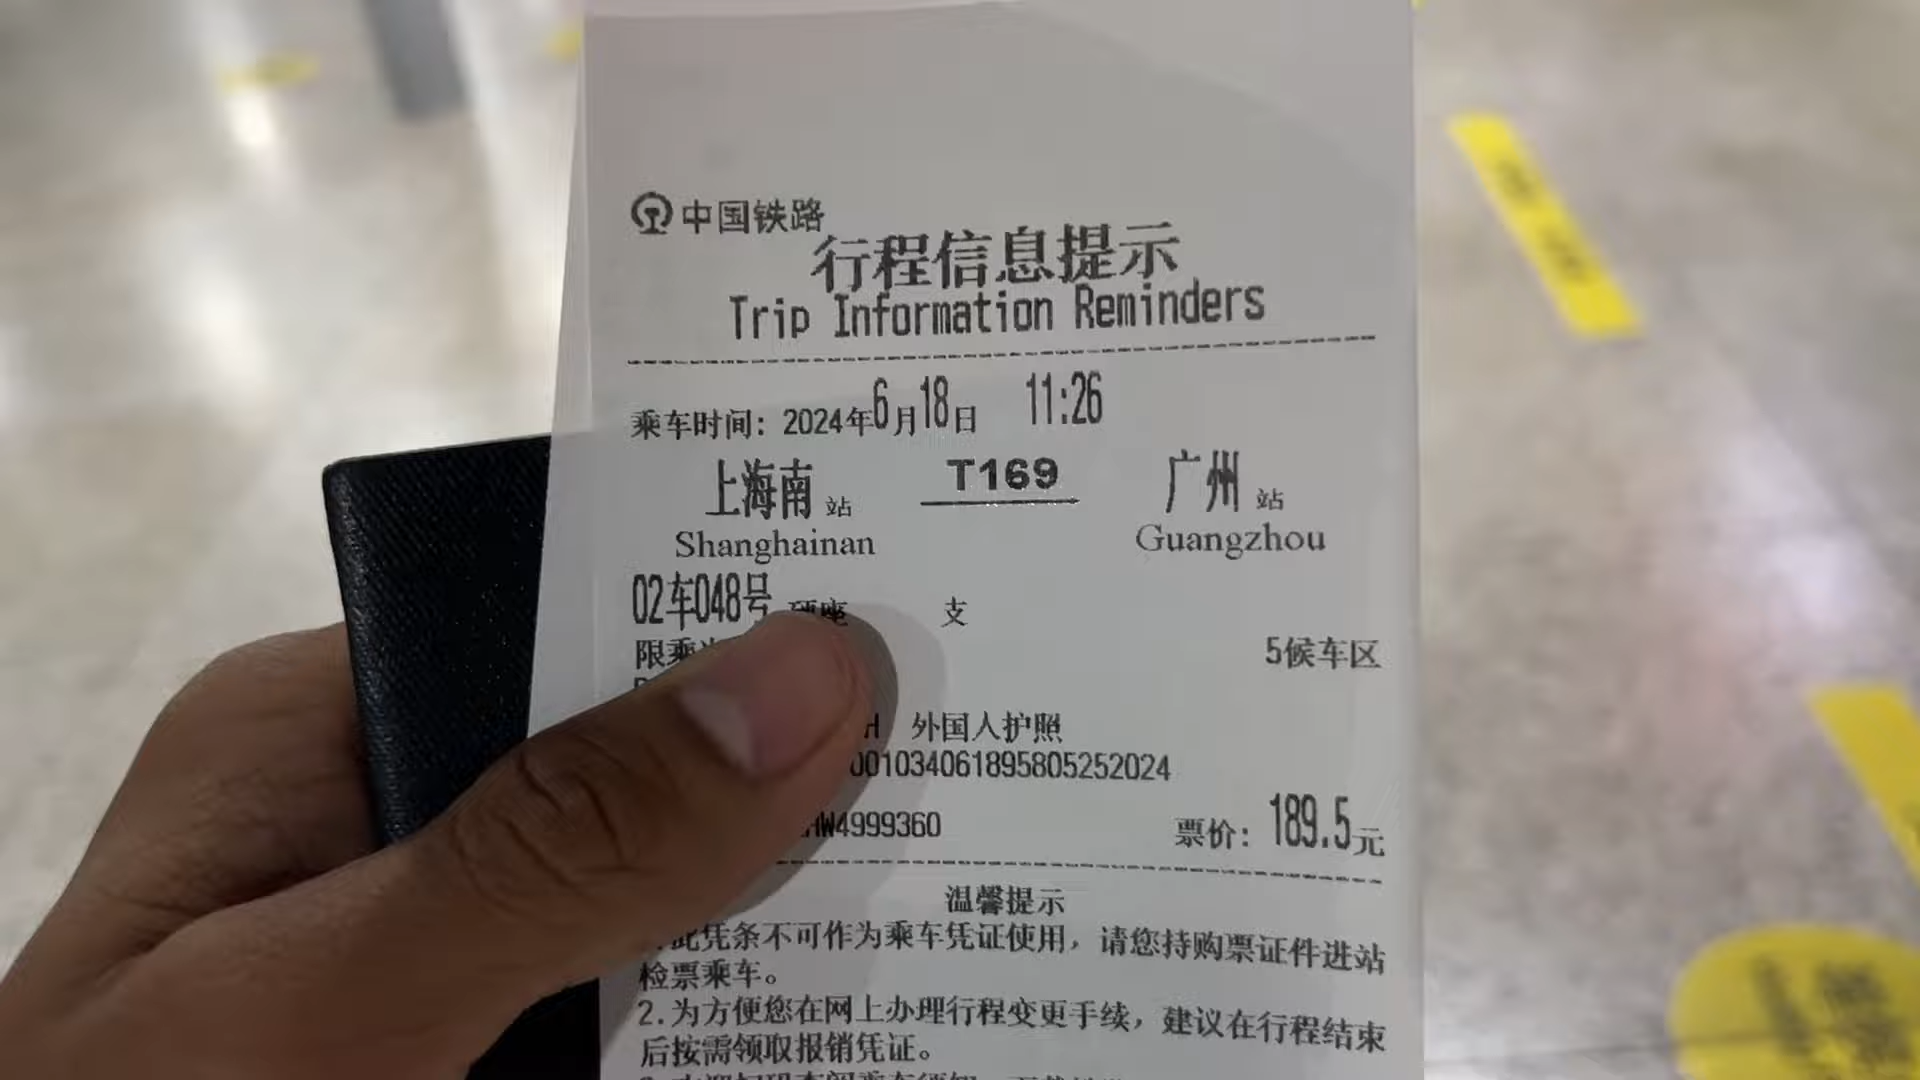 中国铁路
行程信息提示
Trip Information Reminders
乘车时间：2024年6月18日 11:26
上海南站 T169 广州站
Shanghainan Guangzhou
02车048号 硬座 支
限乘 5候车区
H 外国人护照
001034061895805252024
HW4999360 票价：189.5元
温馨提示
此凭条不可作为乘车凭证使用，请您持购票证件进站
检票乘车。
2.为方便您在网上办理行程变更手续，建议在行程结束
后按需领取报销凭证。